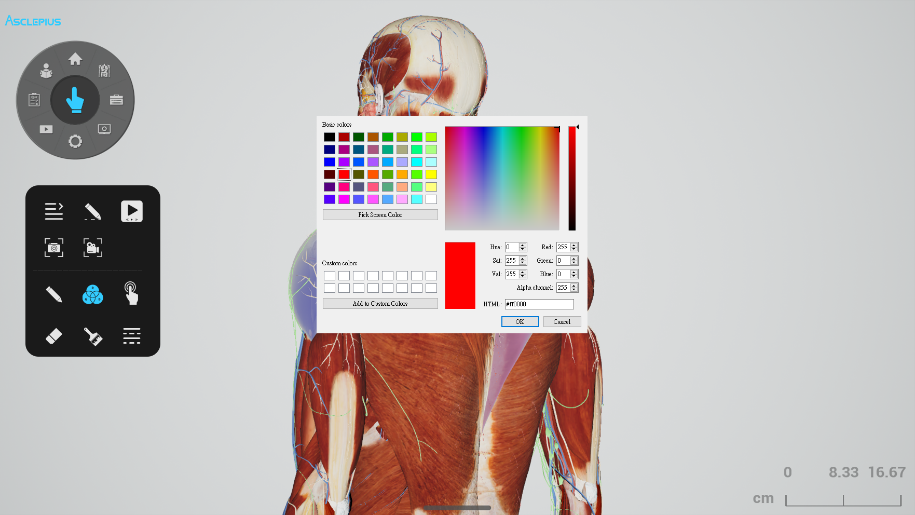 ASCLEPIUS
Basic colors
Pick Screen Color
Custom colors
Add to Custom Colors
Hue: 0
Red: 255
Sat: 255
Green: 0
Val: 255
Blue: 0
Alpha channel: 255
HTML: #ff0000
OK
Cancel
0 8.33 16.67
cm